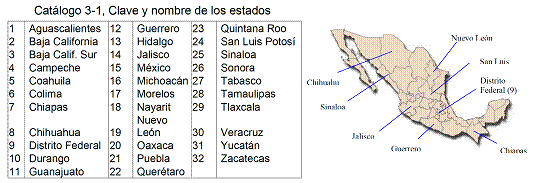 Catálogo 3-1, Clave y nombre de los estados
1 Aguascalientes 12 Guerrero 23 Quintana Roo
2 Baja California 13 Hidalgo 24 San Luis Potosí
3 Baja Calif. Sur 14 Jalisco 25 Sinaloa
4 Campeche 15 México 26 Sonora
5 Coahuila 16 Michoacán 27 Tabasco
6 Colima 17 Morelos 28 Tamaulipas
7 Chiapas 18 Nayarit 29 Tlaxcala
Nuevo
8 Chihuahua 19 León 30 Veracruz
9 Distrito Federal 20 Oaxaca 31 Yucatán
10 Durango 21 Puebla 32 Zacatecas
11 Guanajuato 22 Querétaro
Nuevo León
San Luis
Chihuahu
Distrito
Federal (9)
Sinaloa
Jalisco
Guerrero
Chiapas